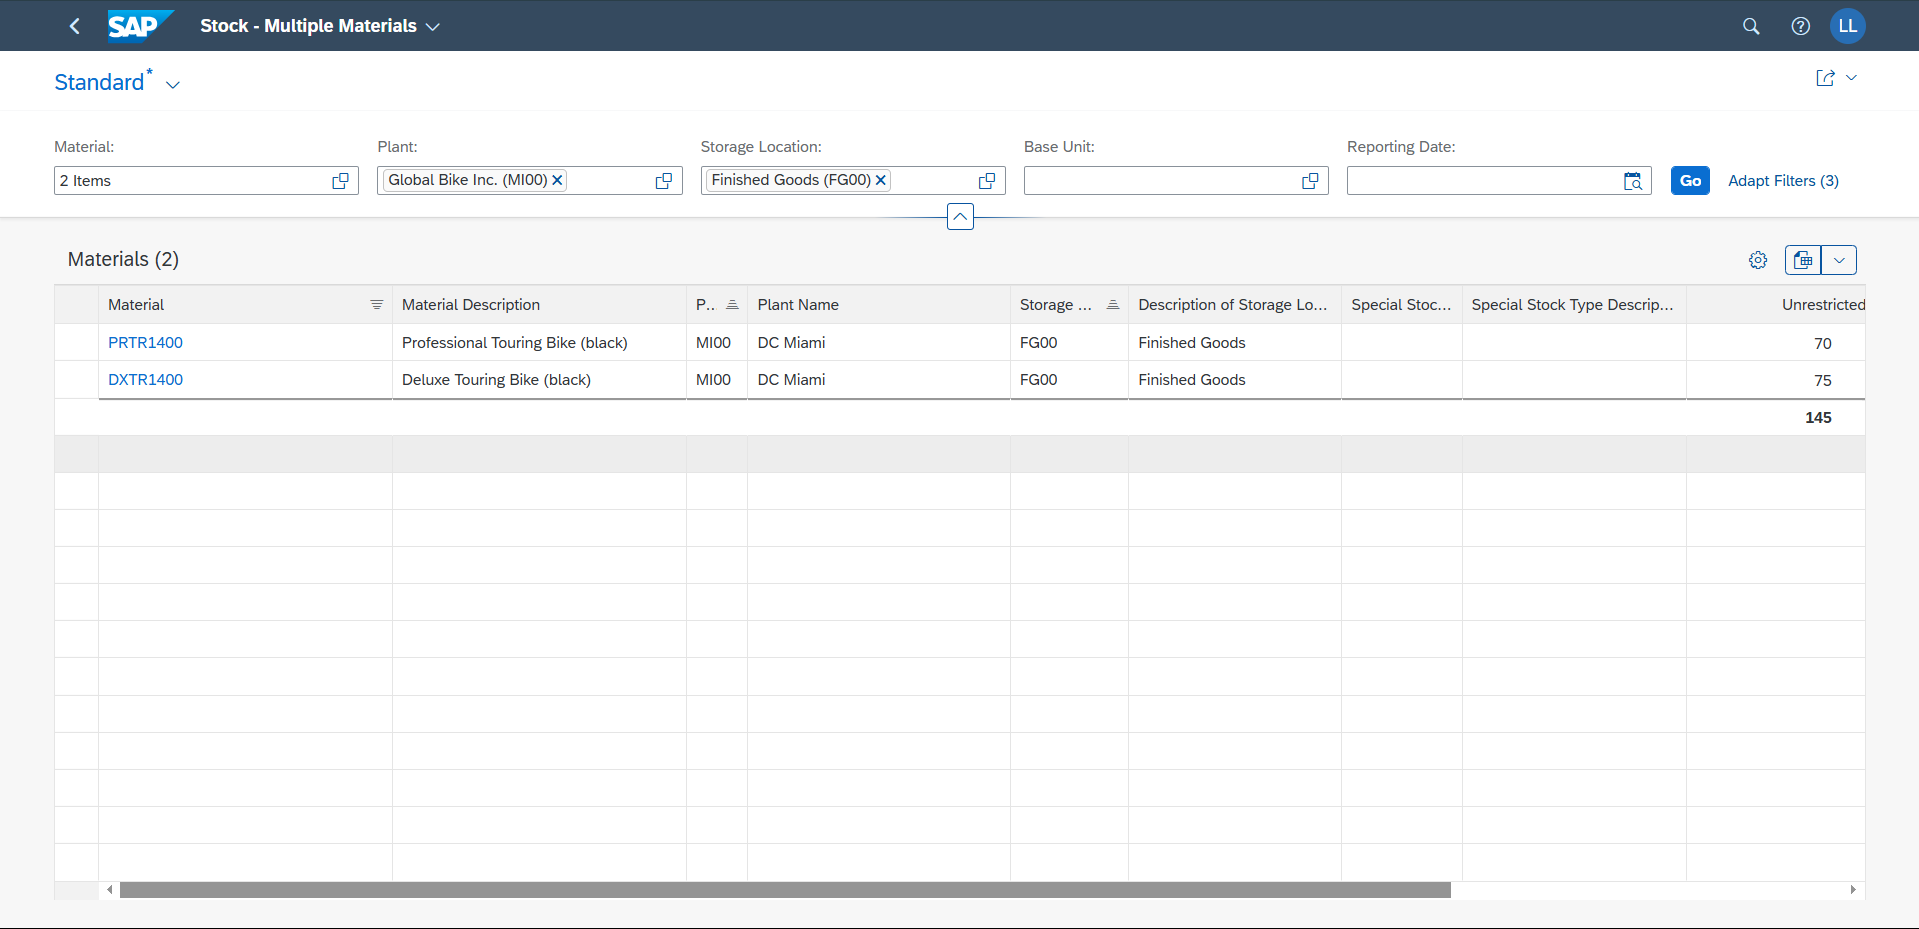 SAP Stock - Multiple Materials LL
Standard*
Material: Plant: Storage Location: Base Unit: Reporting Date:
2 Items Global Bike Inc. (MI00) Finished Goods (FG00) Go Adapt Filters (3)
Materials (2)
Material Material Description P.. Plant Name Storage ... Description of Storage Lo... Special Stoc... Special Stock Type Descrip... Unrestricted
PRTR1400 Professional Touring Bike (black) MI00 DC Miami FG00 Finished Goods 70
DXTR1400 Deluxe Touring Bike (black) MI00 DC Miami FG00 Finished Goods 75
145